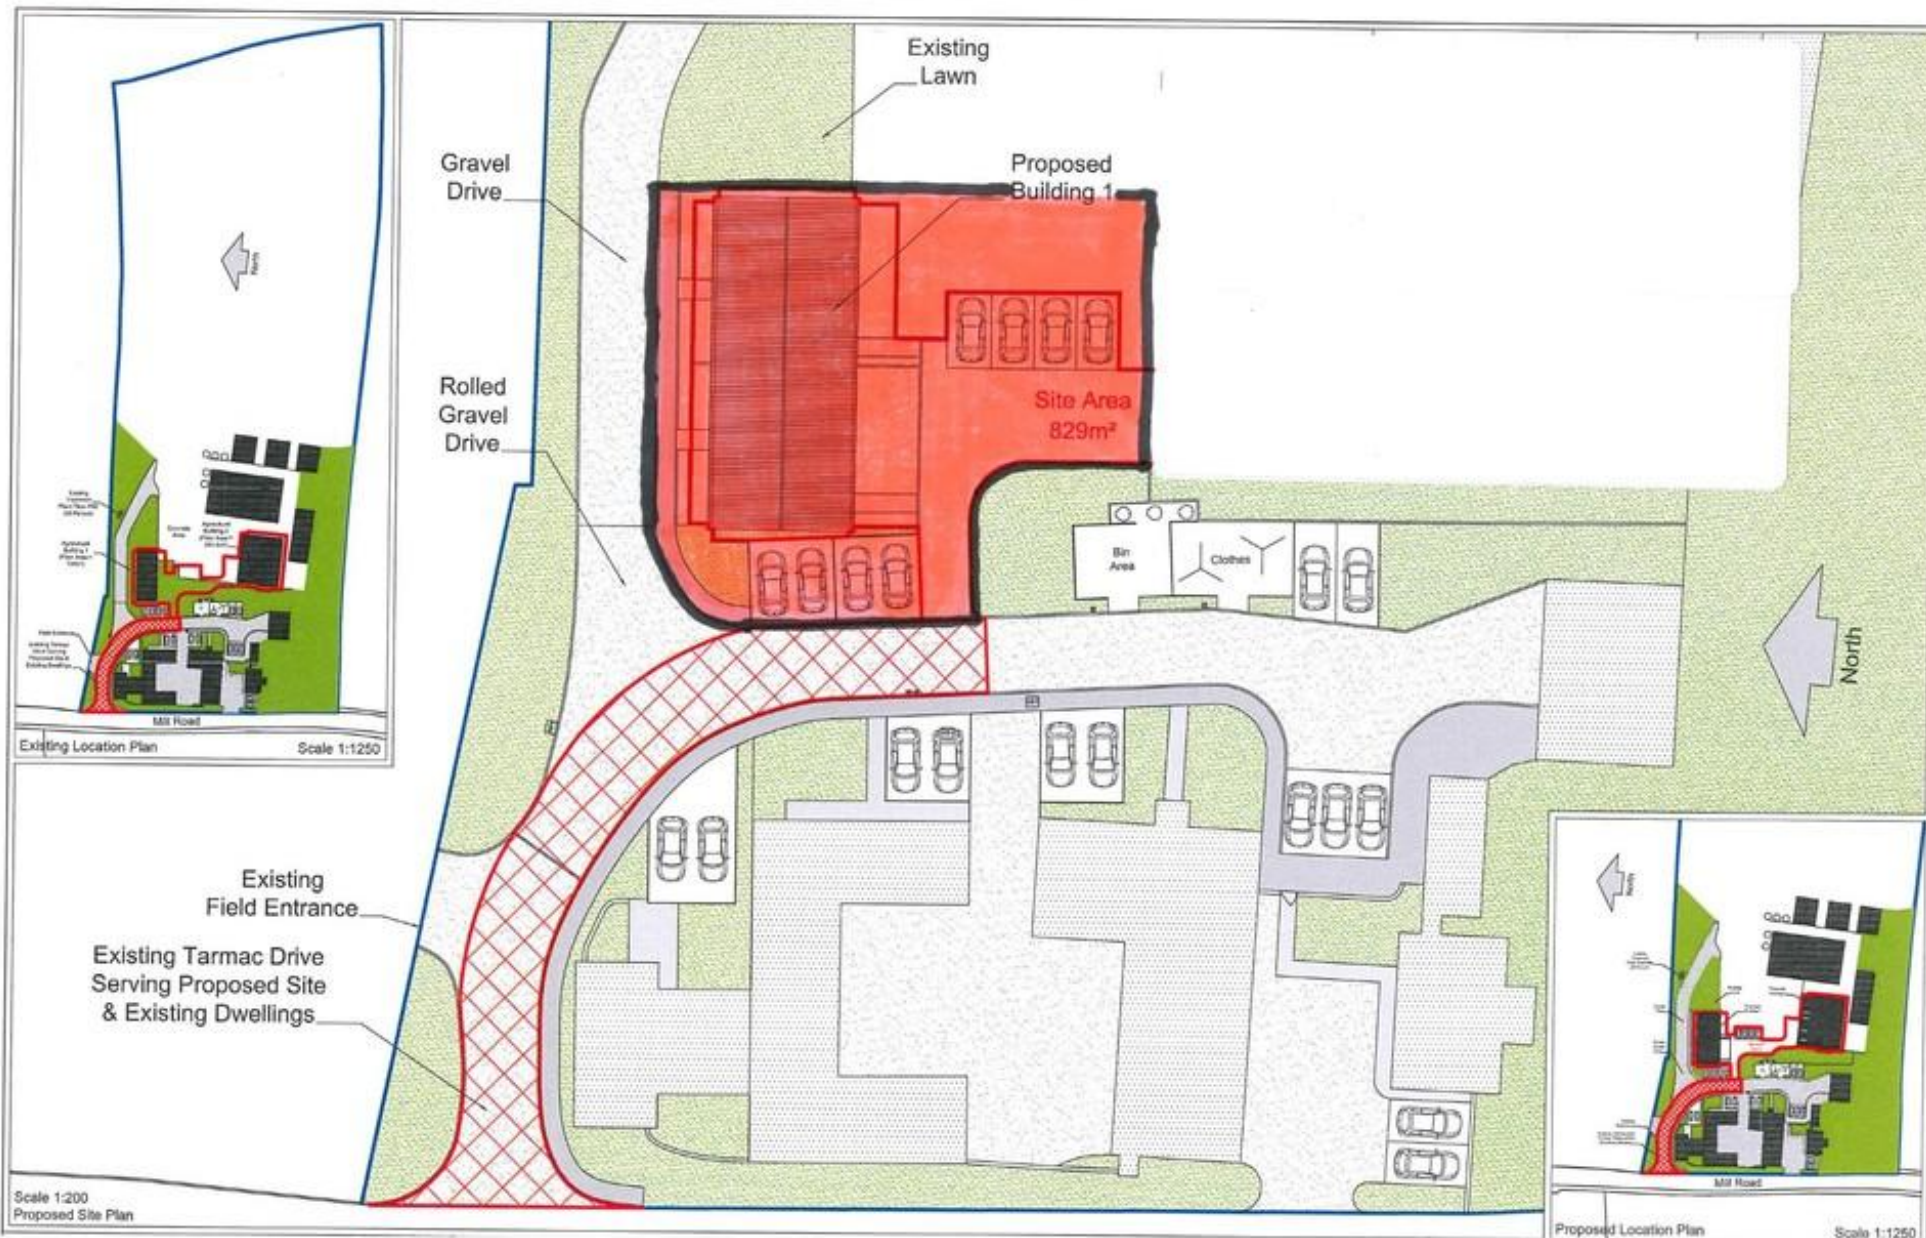 Existing
Lawn
Gravel
Drive
Proposed
Building 1
Rolled
Gravel
Drive
Site Area
829m²
Bin
Area
Clothes
North
Existing
Field Entrance
Existing Tarmac Drive
Serving Proposed Site
& Existing Dwellings
Scale 1:200
Proposed Site Plan
North
Mill Road
Existing Location Plan
Scale 1:1250
North
Mill Road
Proposed Location Plan
Scale 1:1250